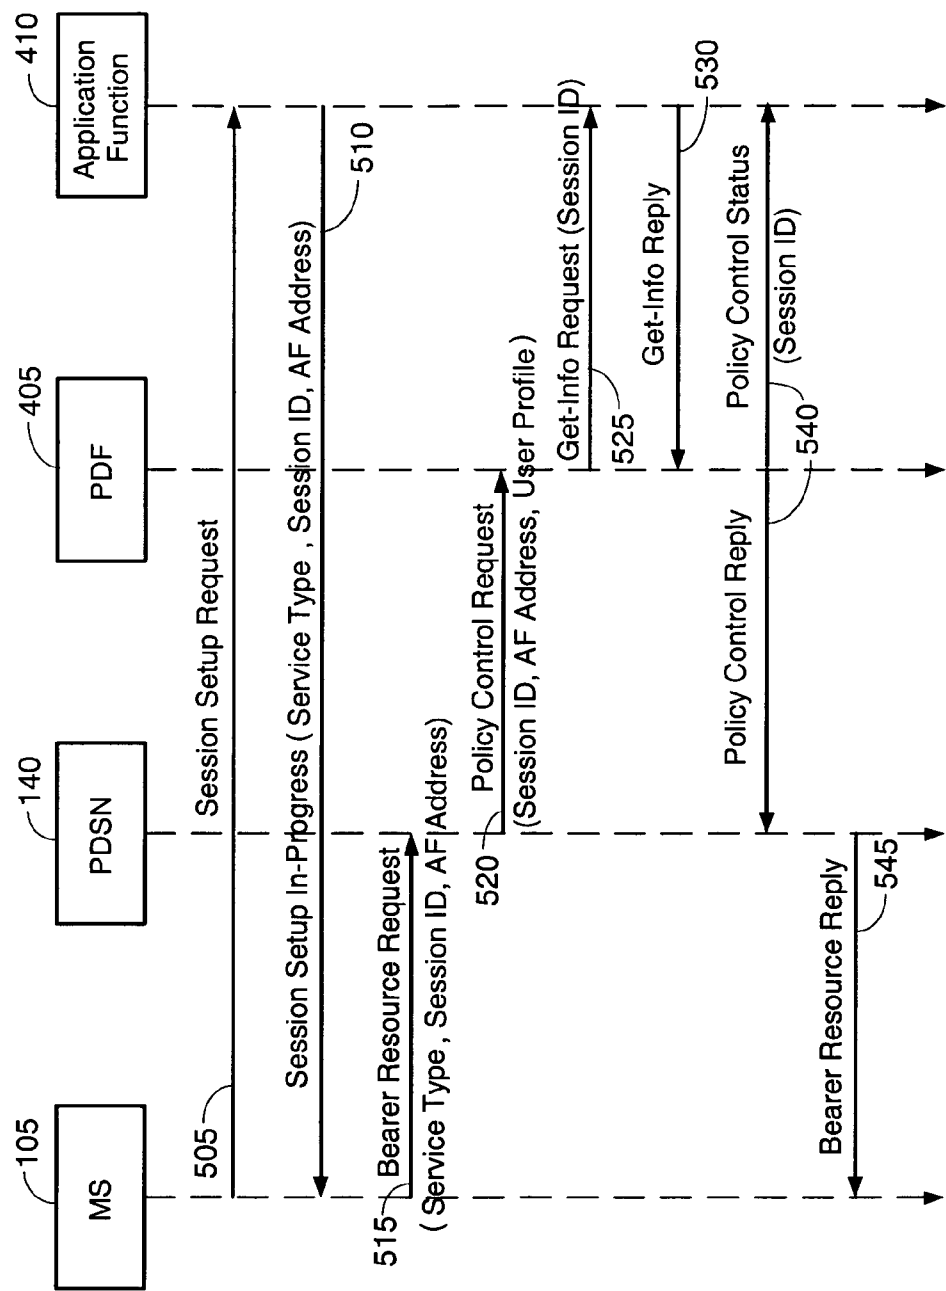 105
MS
140
PDSN
405
PDF
410
Application
Function
505
Session Setup Request
Session Setup In-Progress ( Service Type , Session ID, AF Address)
510
515
Bearer Resource Request
( Service Type , Session ID, AF Address)
520
Policy Control Request
(Session ID, AF Address, User Profile )
Get-Info Request (Session ID)
525
530
Get-Info Reply
Policy Control Reply
Policy Control Status
(Session ID)
540
Bearer Resource Reply
545